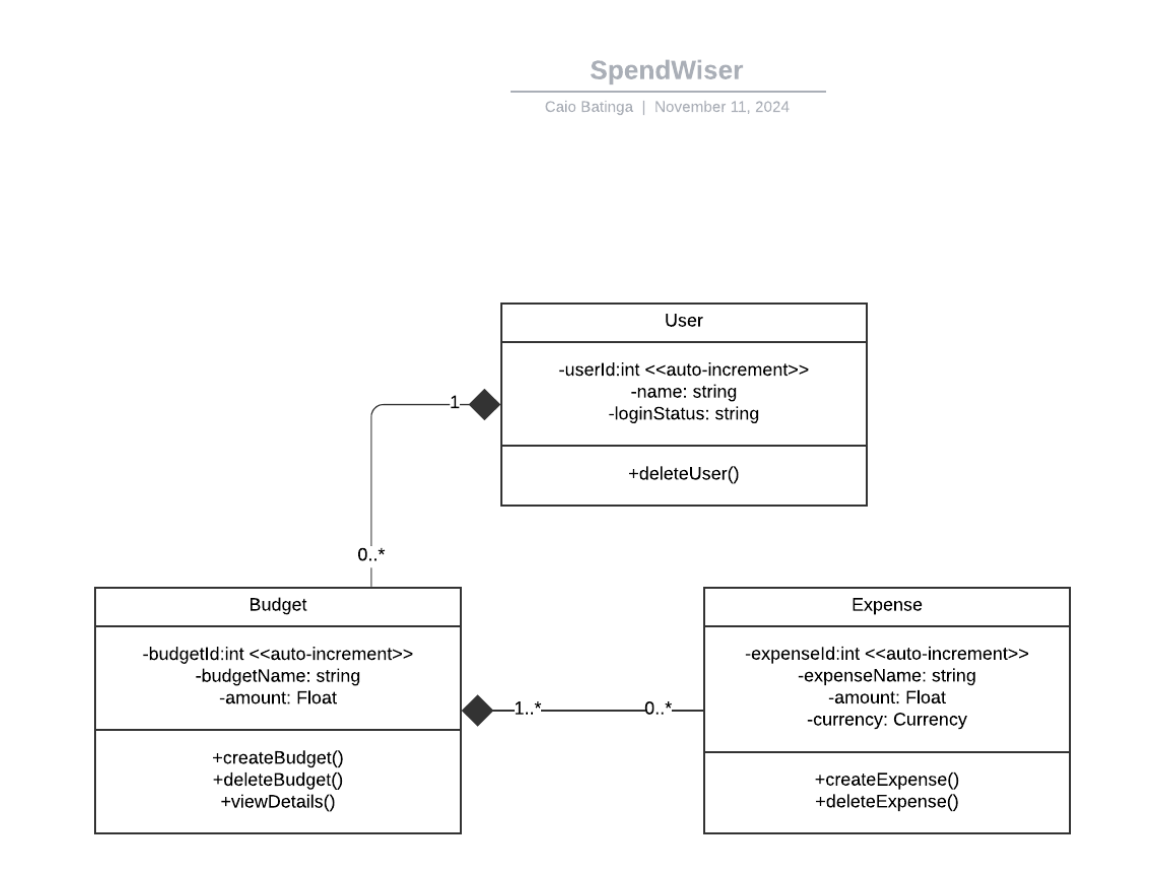 SpendWiser
Caio Batinga | November 11, 2024
User
-userId:int <<auto-increment>>
-name: string
-loginStatus: string
+deleteUser()
1
0..*
Budget
-budgetId:int <<auto-increment>>
-budgetName: string
-amount: Float
+createBudget()
+deleteBudget()
+viewDetails()
1..*
0..*
Expense
-expenseId:int <<auto-increment>>
-expenseName: string
-amount: Float
-currency: Currency
+createExpense()
+deleteExpense()